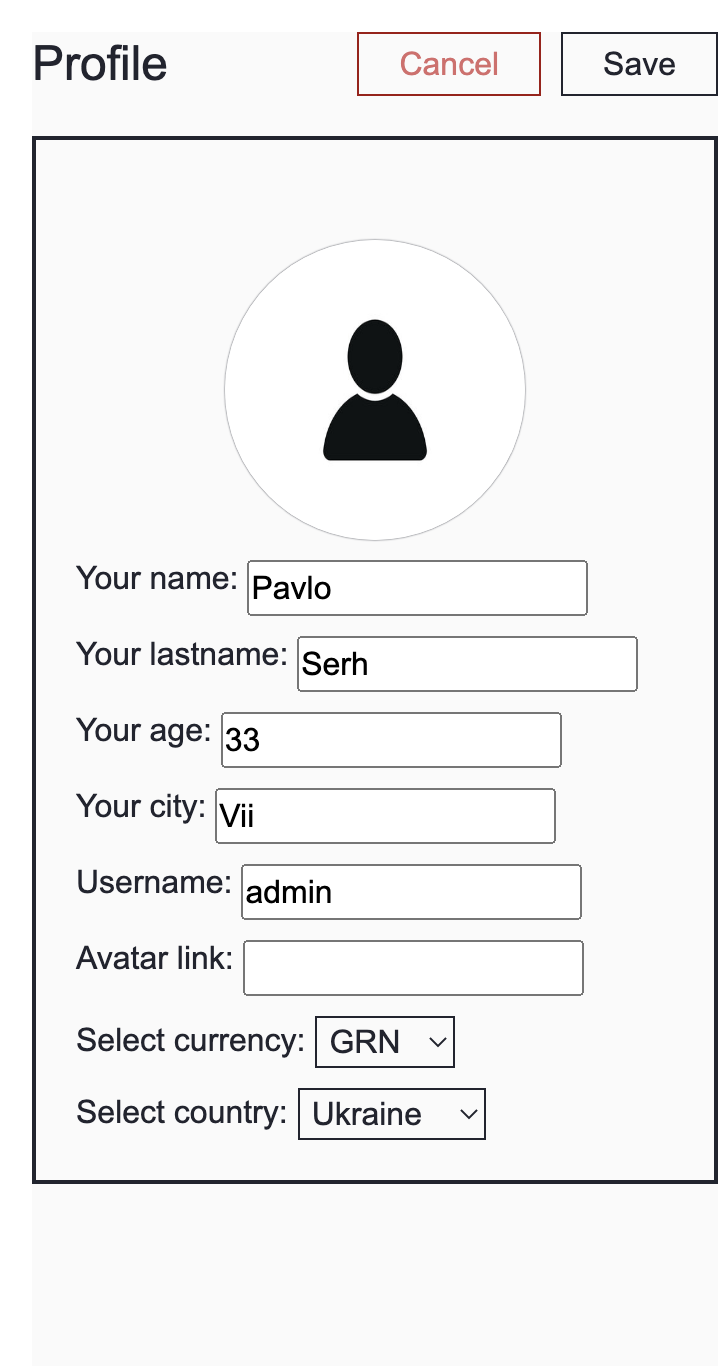 Profile Cancel Save
Your name: Pavlo
Your lastname: Serh
Your age: 33
Your city: Vii
Username: admin
Avatar link:
Select currency: GRN
Select country: Ukraine